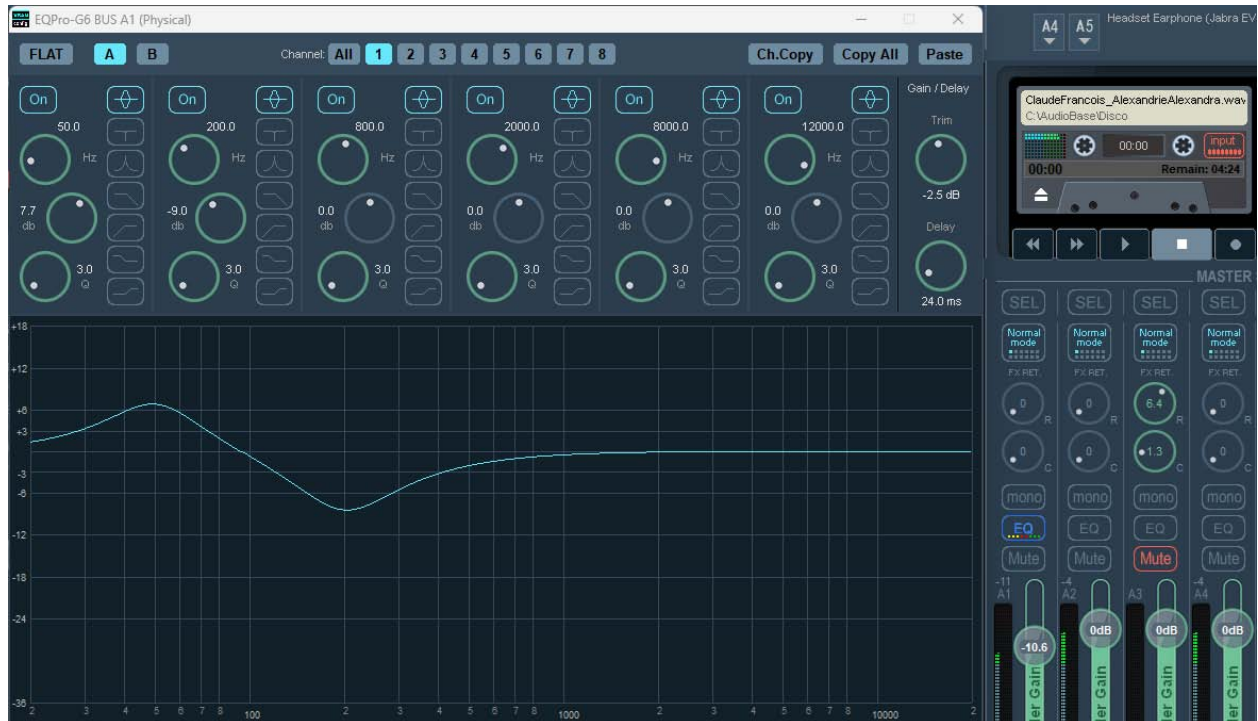 EQPro-G6 BUS A1 (Physical)
FLAT A B Channel: All 1 2 3 4 5 6 7 8 Ch.Copy Copy All Paste
On On On On On On Gain / Delay
50.0 200.0 800.0 2000.0 8000.0 12000.0 Trim
Hz Hz Hz Hz Hz Hz
-2.5 dB
7.7 -9.0 0.0 0.0 0.0 0.0
db db db db db db Delay
3.0 3.0 3.0 3.0 3.0 3.0
Q Q Q Q Q Q
24.0 ms
+18
+12
+6
+3
-3
-6
-12
-18
-24
-36
2 3 4 5 6 7 8 100 2 3 4 5 6 7 8 1000 2 3 4 5 6 7 8 10000 2
A4 A5 Headset Earphone (Jabra EV
ClaudeFrancois_AlexandrieAlexandra.wav
C:\AudioBase\Disco
00:00 input
00:00 Remain: 04:24
MASTER
SEL SEL SEL SEL
Normal mode Normal mode Normal mode Normal mode
FX RET. FX RET. FX RET. FX RET.
0 R 0 R 6.4 R 0 R
0 C 0 C 1.3 C 0 C
mono mono mono mono
EQ EQ EQ EQ
Mute Mute Mute Mute
-11 -4 -4
A1 A2 A3 A4
-10.6 0dB 0dB 0dB
der Gain der Gain der Gain der Gain